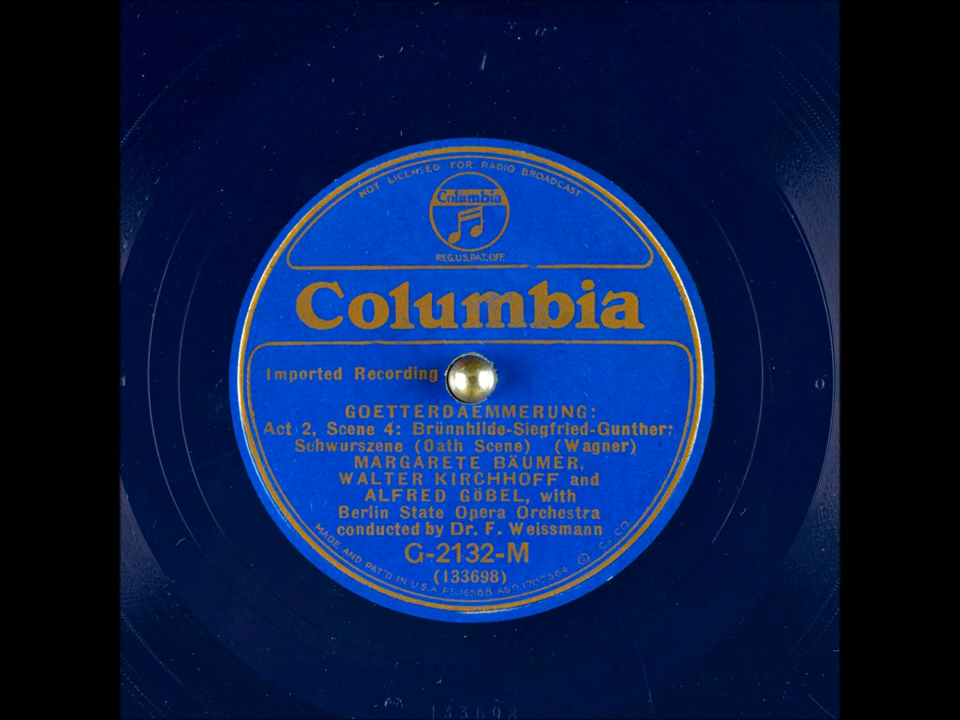 NOT LICENSED FOR RADIO BROADCAST
Columbia
REG.U.S.PAT.OFF.
Columbia
Imported Recording
GOETTERDAEMMERUNG:
Act 2, Scene 4: Brünnhilde-Siegfried-Gunther:
Schwurszene (Oath Scene) (Wagner)
MARGARETE BÄUMER,
WALTER KIRCHHOFF and
ALFRED GÖBEL, with
Berlin State Opera Orchestra
conducted by Dr. F. Weissmann
G-2132-M
(133698)
MADE AND PAT'D IN U.S.A.
133698